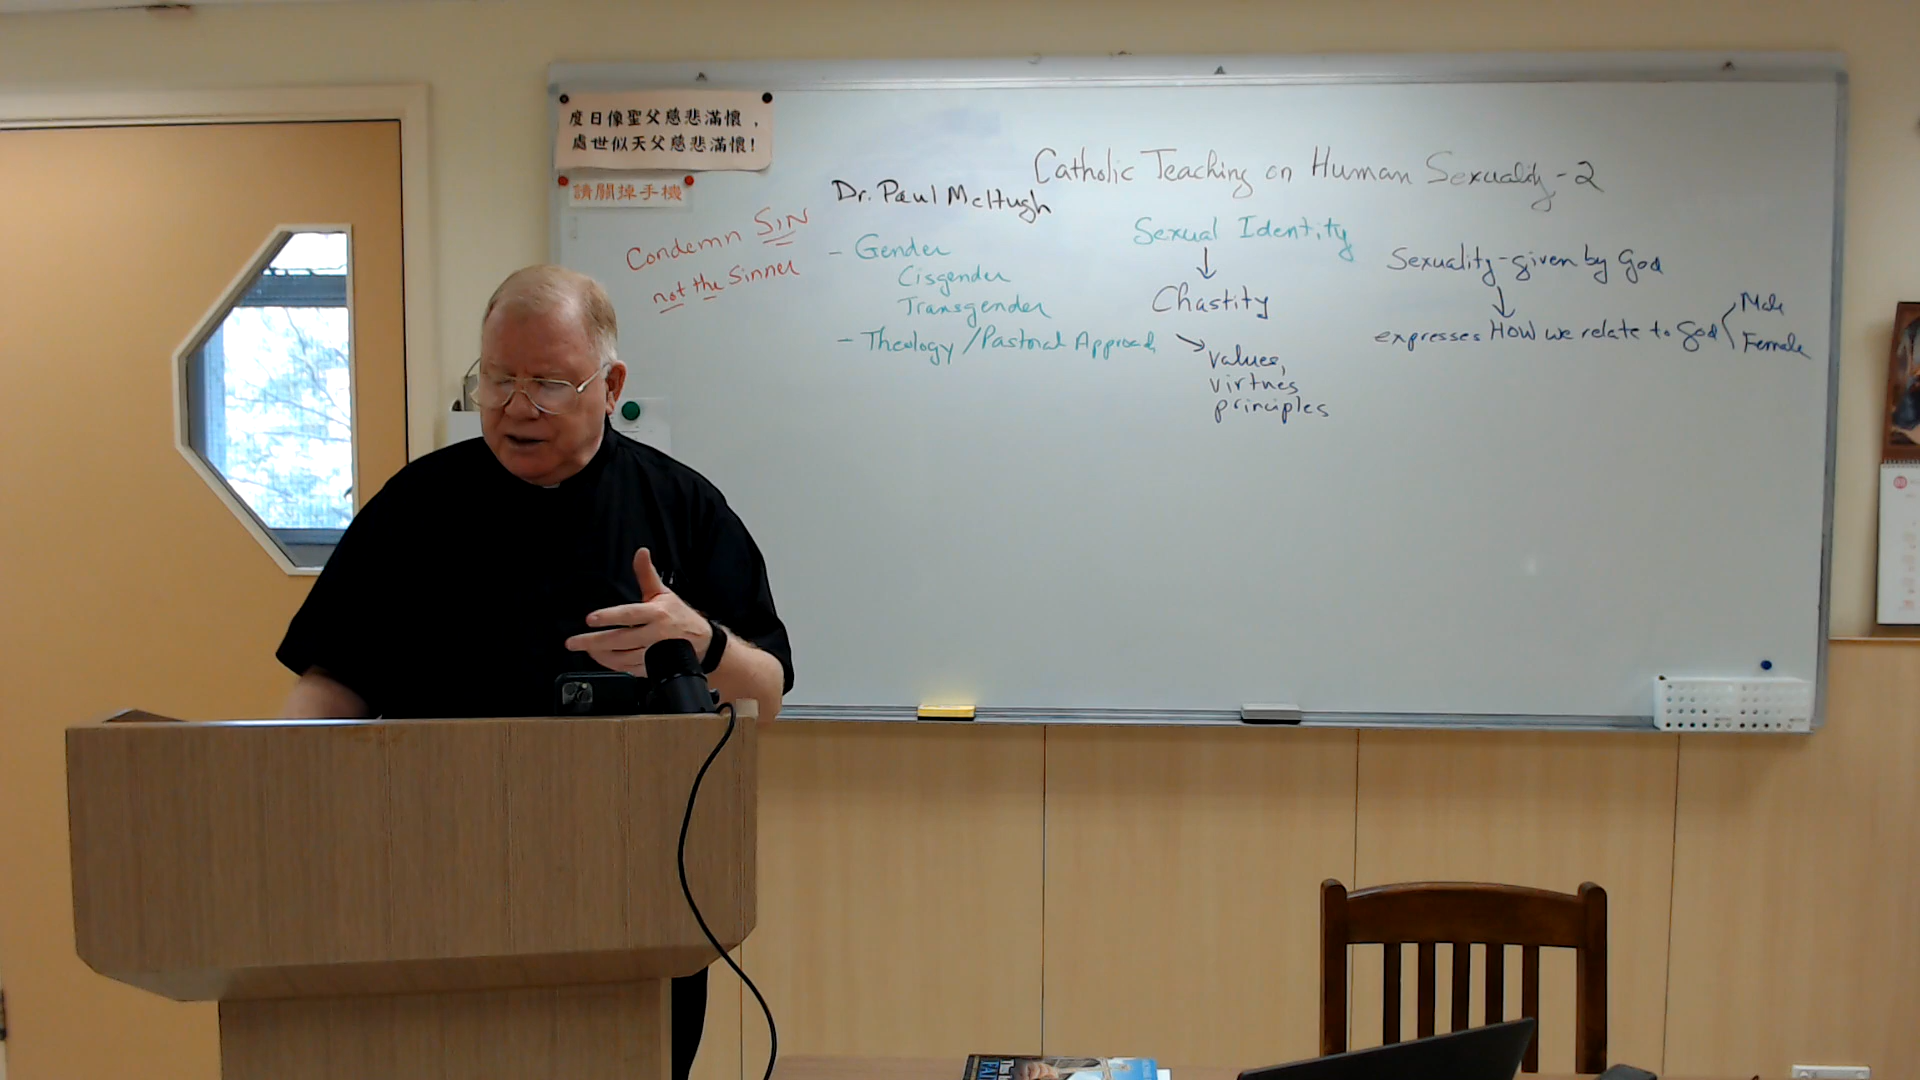 度日像聖父慈悲滿懷，
處世似天父慈悲滿懷！
請關掉手機
Condemn SIN
not the Sinner
Dr. Paul McHugh
- Gender
Cisgender
Transgender
- Theology / Pastoral Approach
Catholic Teaching on Human Sexuality - 2
Sexual Identity
↓
Chastity
values,
virtues
principles
Sexuality - given by God
↓
expresses How we relate to God
Male
Female